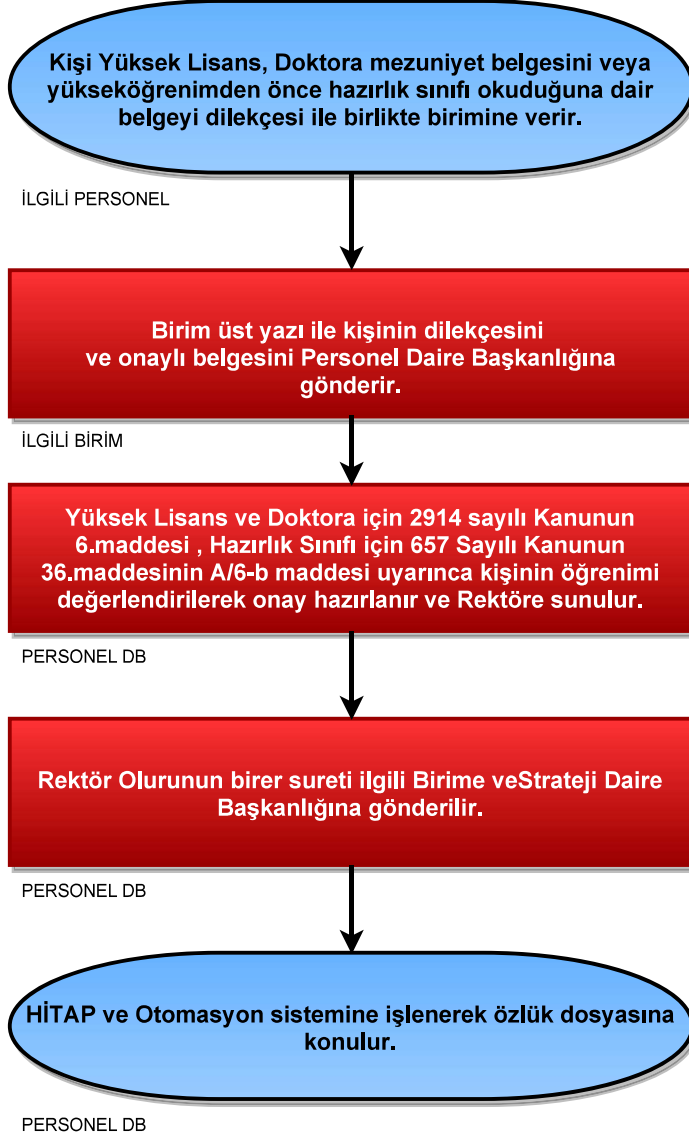 Kişi Yüksek Lisans, Doktora mezuniyet belgesini veya
yükseköğrenimden önce hazırlık sınıfı okuduğuna dair
belgeyi dilekçesi ile birlikte birimine verir.
İLGİLİ PERSONEL
Birim üst yazı ile kişinin dilekçesini
ve onaylı belgesini Personel Daire Başkanlığına
gönderir.
İLGİLİ BİRİM
Yüksek Lisans ve Doktora için 2914 sayılı Kanunun
6.maddesi , Hazırlık Sınıfı için 657 Sayılı Kanunun
36.maddesinin A/6-b maddesi uyarınca kişinin öğrenimi
değerlendirilerek onay hazırlanır ve Rektöre sunulur.
PERSONEL DB
Rektör Olurunun birer sureti ilgili Birime veStrateji Daire
Başkanlığına gönderilir.
PERSONEL DB
HİTAP ve Otomasyon sistemine işlenerek özlük dosyasına
konulur.
PERSONEL DB